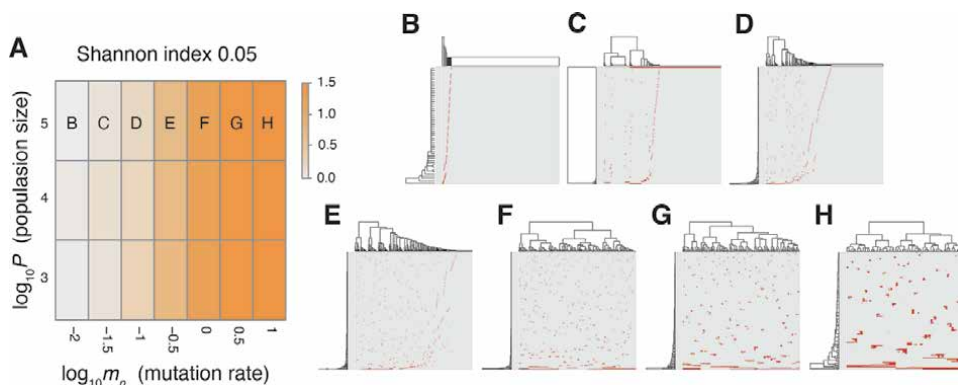 A
Shannon index 0.05
1.5
1.0
0.5
0.0
log10P (populasion size)
5
4
3
B C D E F G H
-2 -1.5 -1 -0.5 0 0.5 1
log10mp (mutation rate)
B
C
D
E
F
G
H